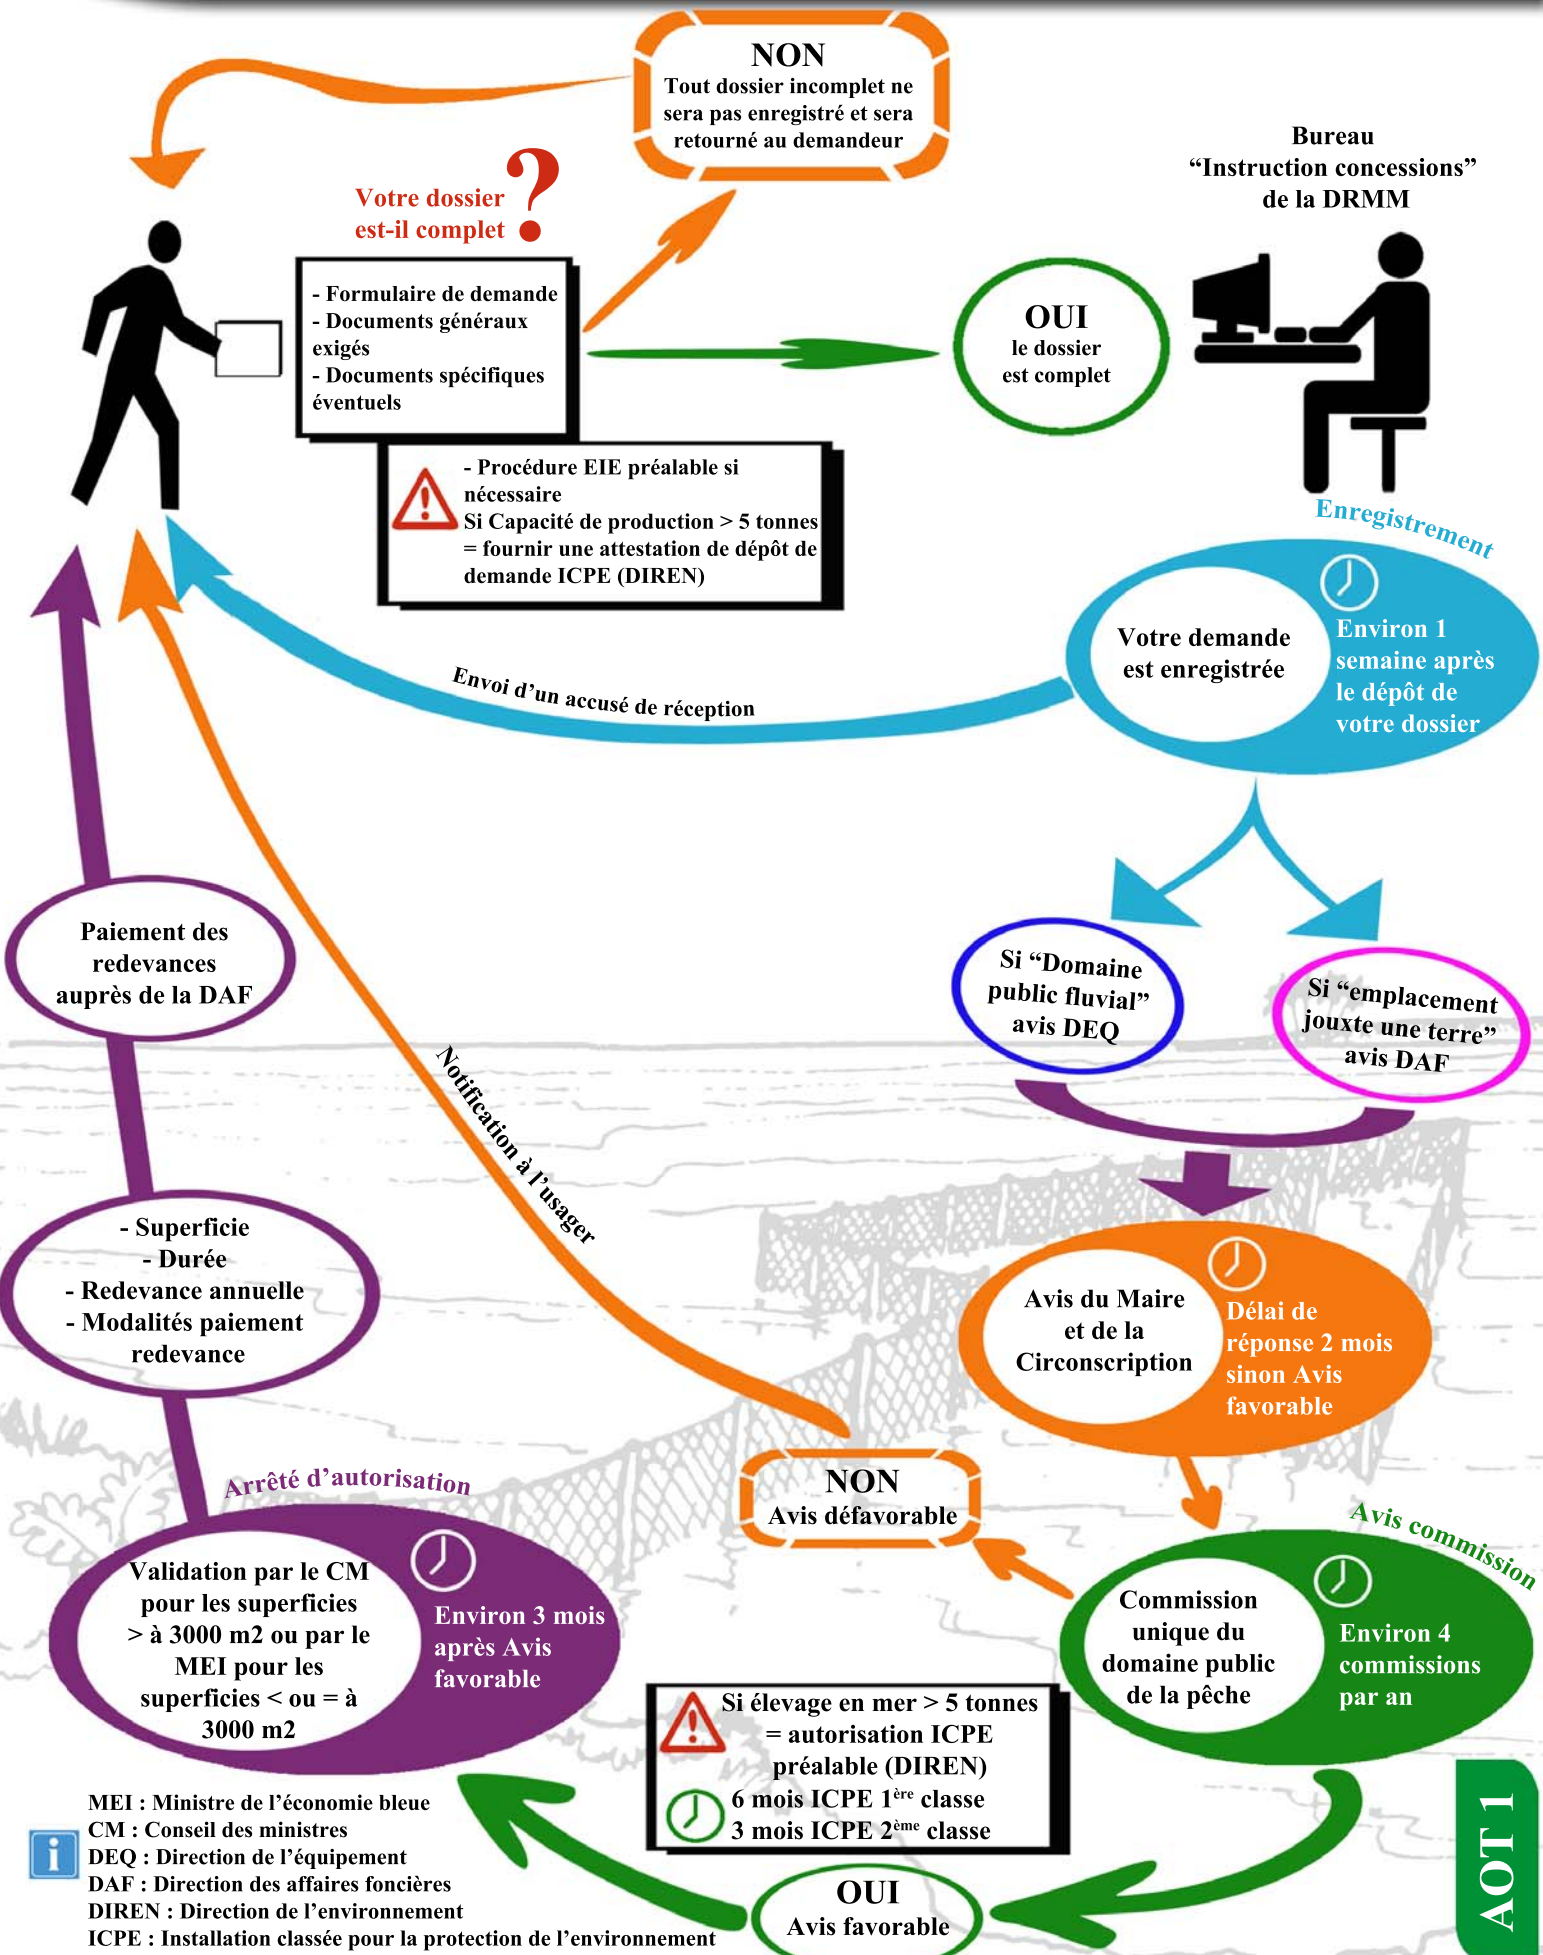 NON
Tout dossier incomplet ne
sera pas enregistré et sera
retourné au demandeur
Bureau
“Instruction concessions”
de la DRMM
Votre dossier
est-il complet
?
- Formulaire de demande
- Documents généraux
exigés
- Documents spécifiques
éventuels
OUI
le dossier
est complet
- Procédure EIE préalable si
nécessaire
Si Capacité de production > 5 tonnes
= fournir une attestation de dépôt de
demande ICPE (DIREN)
Enregistrement
Votre demande
est enregistrée
Environ 1
semaine après
le dépôt de
votre dossier
Envoi d’un accusé de réception
Paiement des
redevances
auprès de la DAF
Si “Domaine
public fluvial”
avis DEQ
Si “emplacement
jouxte une terre”
avis DAF
Notification à l’usager
- Superficie
- Durée
- Redevance annuelle
- Modalités paiement
redevance
Avis du Maire
et de la
Circonscription
Délai de
réponse 2 mois
sinon Avis
favorable
NON
Avis défavorable
Arrêté d’autorisation
Validation par le CM
pour les superficies
> à 3000 m2 ou par le
MEI pour les
superficies < ou = à
3000 m2
Environ 3 mois
après Avis
favorable
Avis commission
Commission
unique du
domaine public
de la pêche
Environ 4
commissions
par an
Si élevage en mer > 5 tonnes
= autorisation ICPE
préalable (DIREN)
6 mois ICPE 1ère classe
3 mois ICPE 2ème classe
OUI
Avis favorable
MEI : Ministre de l’économie bleue
CM : Conseil des ministres
DEQ : Direction de l’équipement
DAF : Direction des affaires foncières
DIREN : Direction de l’environnement
ICPE : Installation classée pour la protection de l’environnement
AOT 1